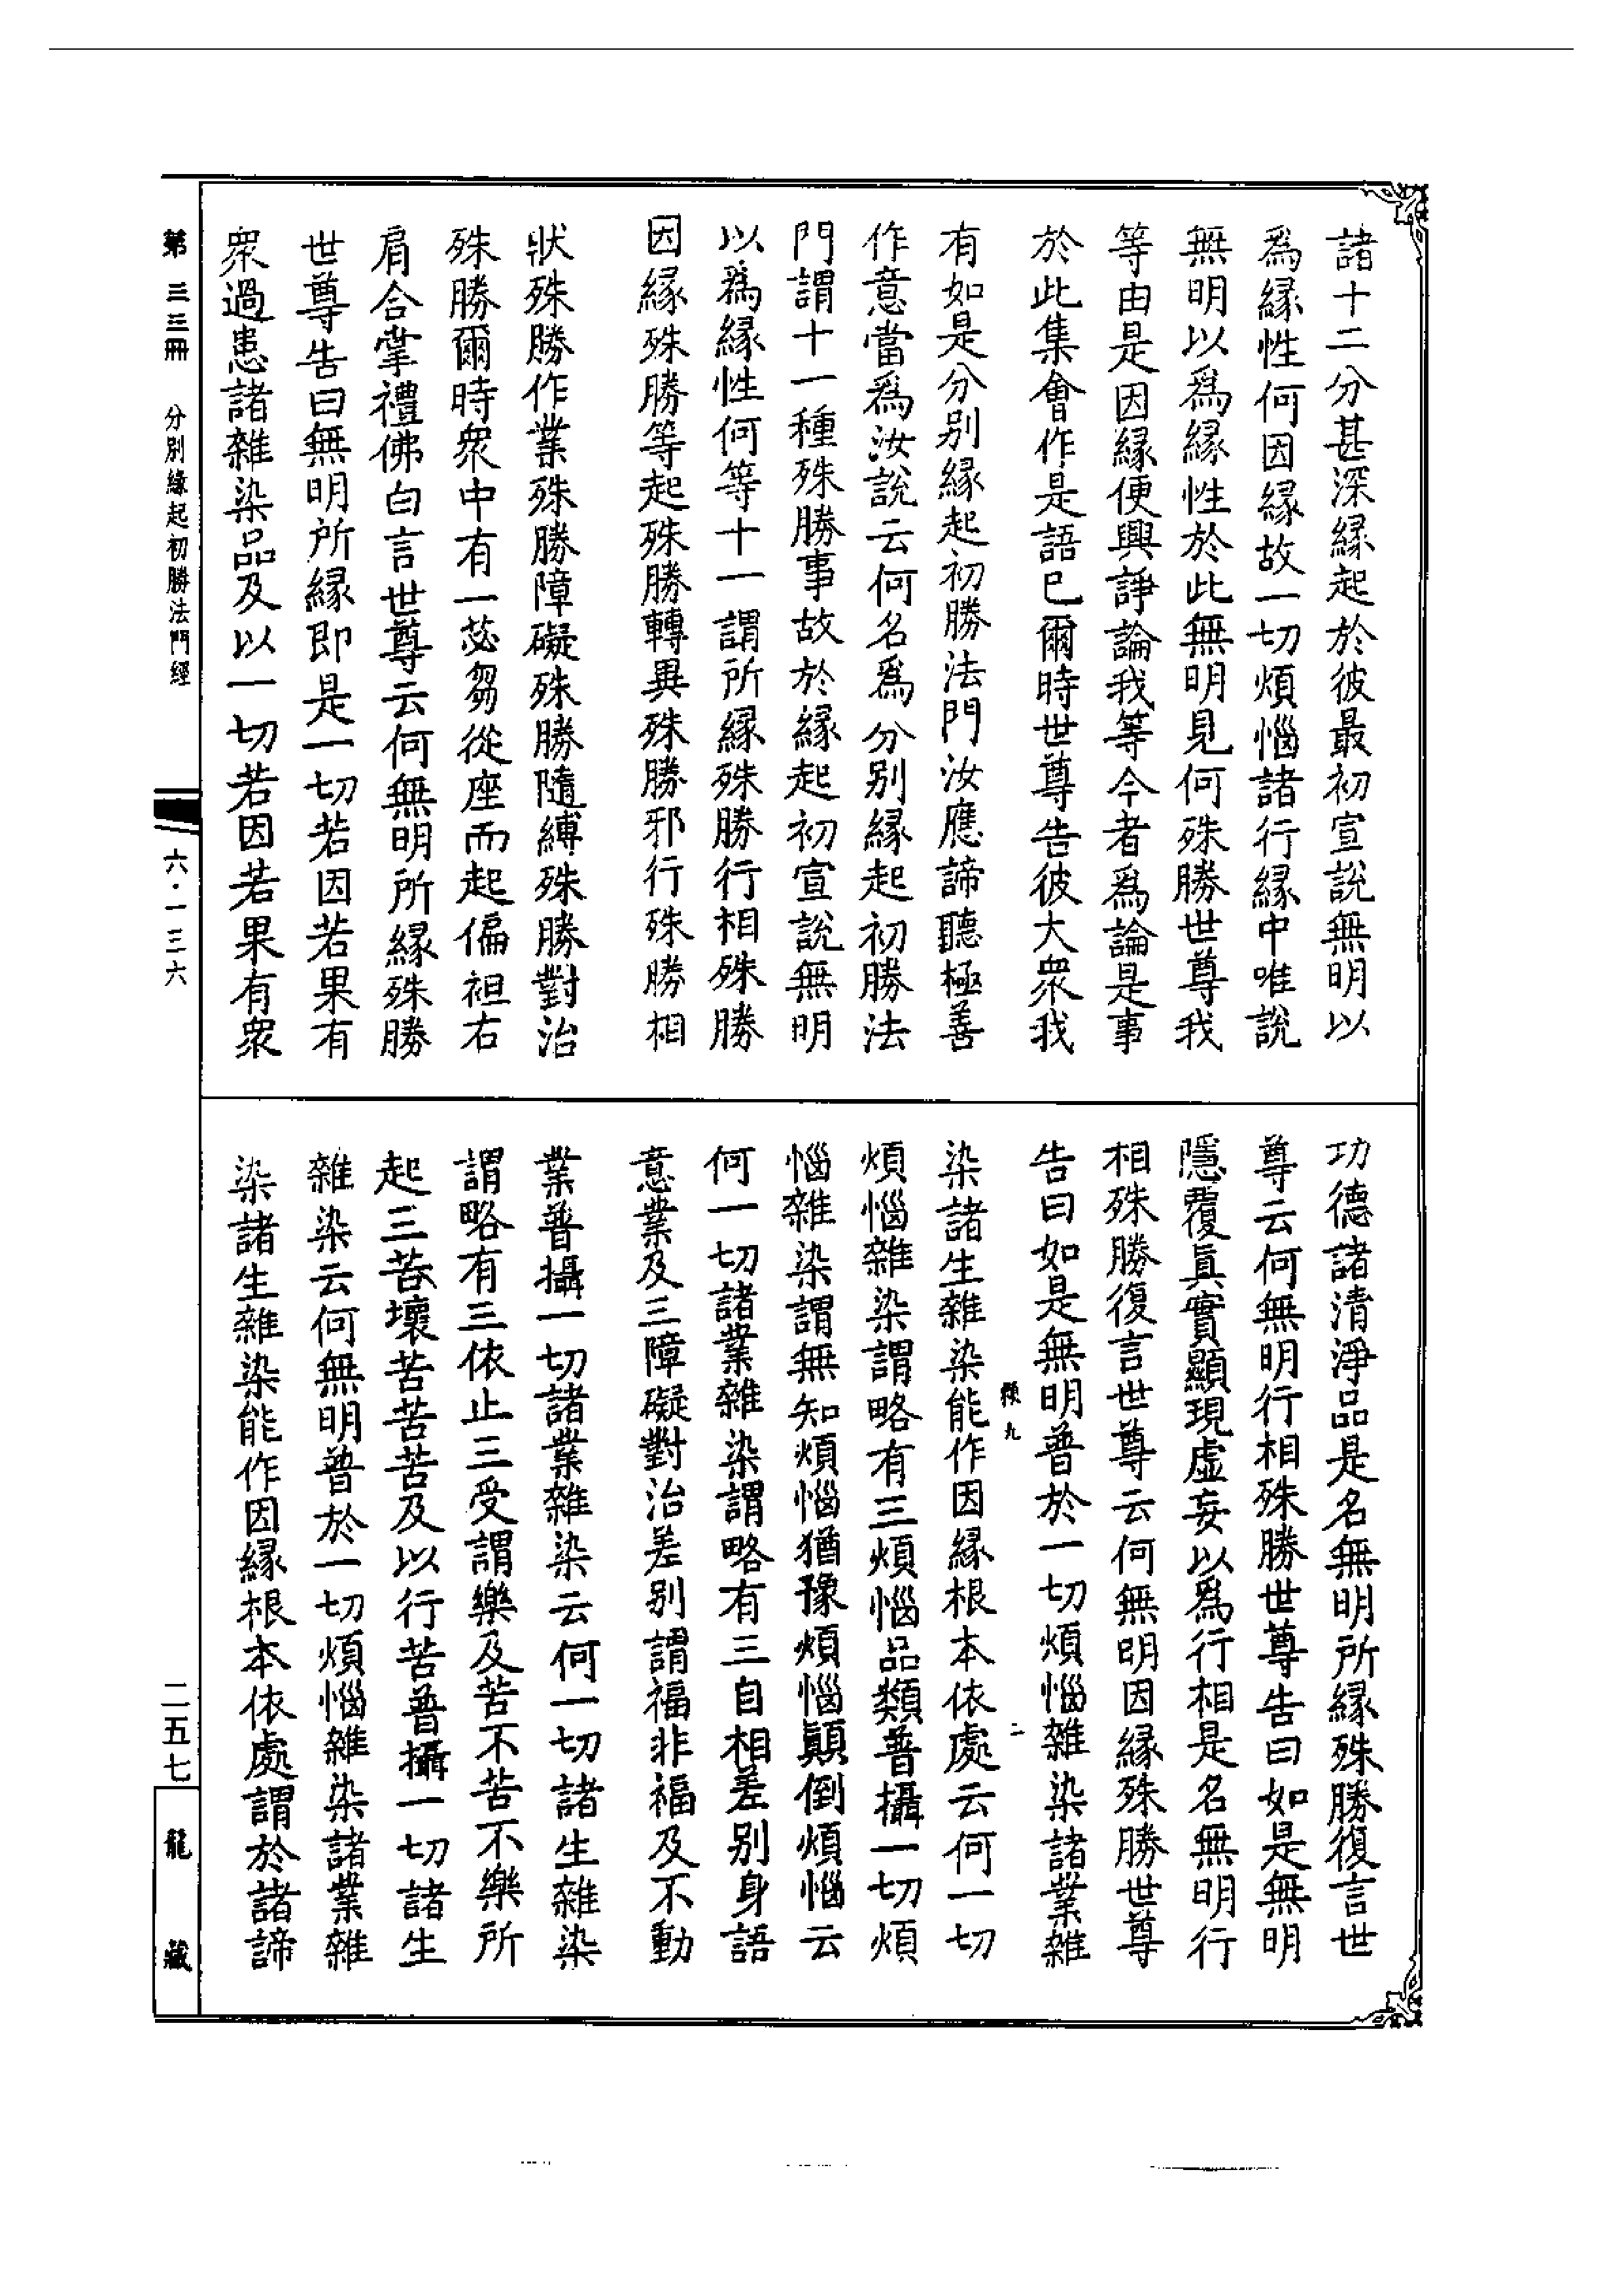 諸十二分甚深緣起於彼最初宣說無明以
爲緣性何因緣故一切煩惱諸行緣中唯說
無明以爲緣性於此無明見何殊勝世尊我
等由是因緣便興諍論我等今者爲論是事
於此集會作是語已爾時世尊告彼大衆我
有如是分別緣起初勝法門汝應諦聽極善
作意當爲汝說云何名爲分別緣起初勝法
門謂十一種殊勝事故於緣起初宣說無明
以爲緣性何等十一謂所緣殊勝行相殊勝
因緣殊勝等起殊勝轉異殊勝邪行殊勝相
狀殊勝作業殊勝障礙殊勝隨縛殊勝對治
殊勝爾時衆中有一苾芻從座而起偏袒右
肩合掌禮佛白言世尊云何無明所緣殊勝
世尊告曰無明所緣即是一切若因若果有
衆過患諸雜染品及以一切若因若果有衆
功德諸清淨品是名無明所緣殊勝復言世
尊云何無明行相殊勝世尊告曰如是無明
隱覆真實顯現虛妄以爲行相是名無明行
相殊勝復言世尊云何無明因緣殊勝世尊
告曰如是無明普於一切煩惱雜染諸業雜
染諸生雜染能作因緣根本依處云何一切
煩惱雜染謂略有三煩惱品類普攝一切煩
惱雜染謂無知煩惱猶豫煩惱顛倒煩惱云
何一切諸業雜染謂略有三自相差別身語
意業及三障礙對治差別謂福非福及不動
業普攝一切諸業雜染云何一切諸生雜染
謂略有三依止三受謂樂及苦不苦不樂所
起三苦壞苦苦苦及以行苦普攝一切諸生
雜染云何無明普於一切煩惱雜染諸業雜
染諸生雜染能作因緣根本依處謂於諸諦
九
二
第三三冊 分別緣起初勝法門經
六·一三六
二五七
龍藏